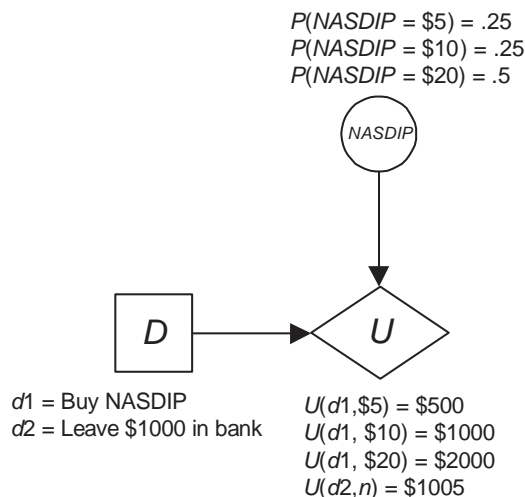 P(NASDIP = $5) = .25
P(NASDIP = $10) = .25
P(NASDIP = $20) = .5
NASDIP
D
U
d1 = Buy NASDIP
d2 = Leave $1000 in bank
U(d1,$5) = $500
U(d1, $10) = $1000
U(d1, $20) = $2000
U(d2,n) = $1005